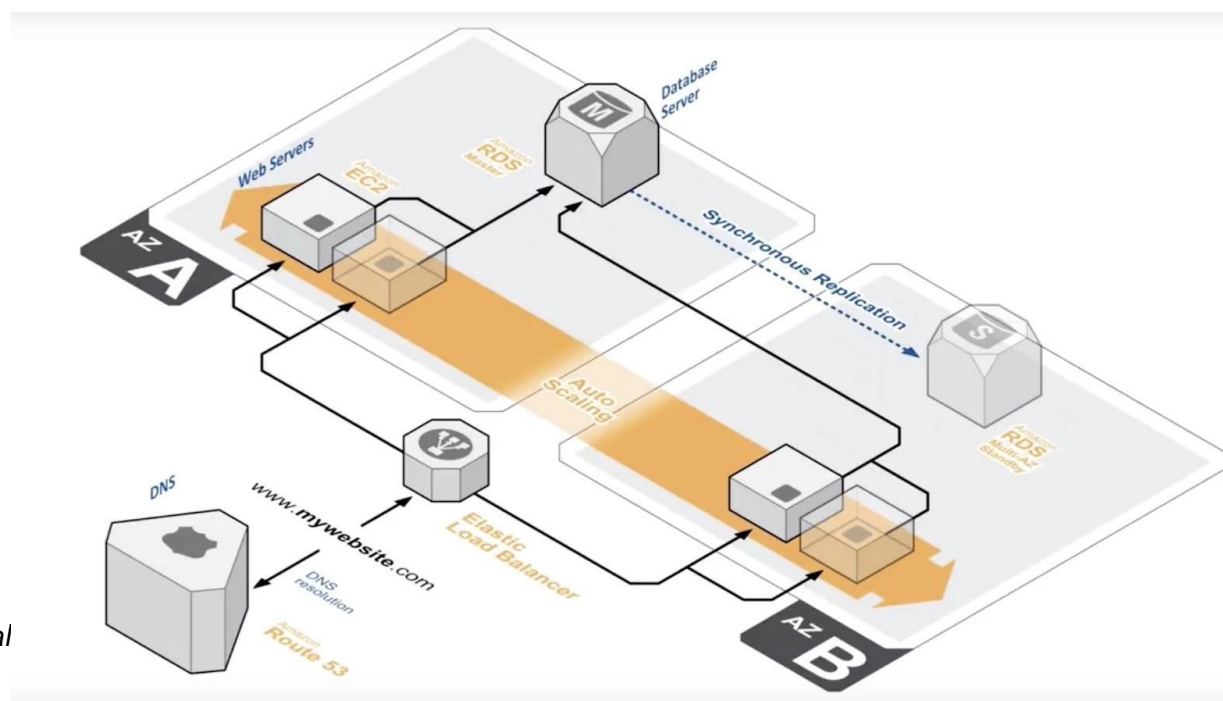 Database
Server
M
Amazon
RDS
Master
Web Servers
Amazon
EC2
AZ
A
Synchronous Replication
S
Amazon
RDS
Multi-AZ
Standby
Auto
Scaling
DNS
www.mywebsite.com
Elastic
Load Balancer
DNS
resolution
Amazon
Route 53
AZ
B
al